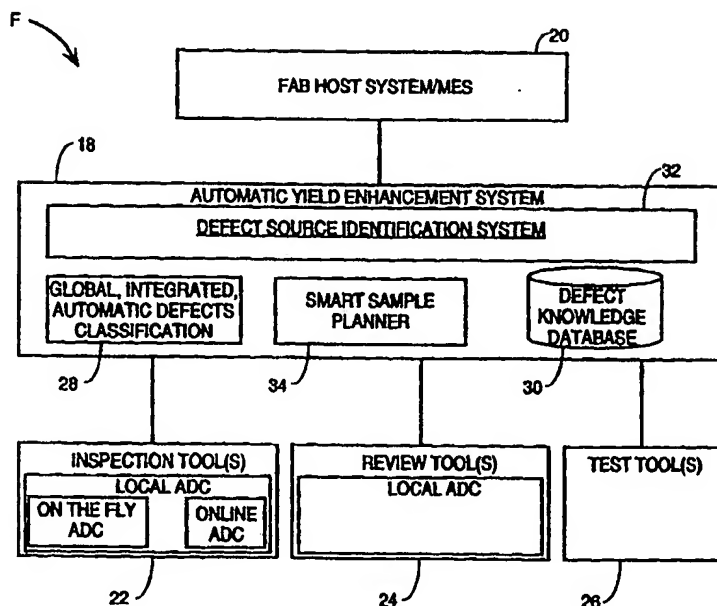 F
20
FAB HOST SYSTEM/MES
18
32
AUTOMATIC YIELD ENHANCEMENT SYSTEM
DEFECT SOURCE IDENTIFICATION SYSTEM
GLOBAL, INTEGRATED,
AUTOMATIC DEFECTS
CLASSIFICATION
SMART SAMPLE
PLANNER
DEFECT
KNOWLEDGE
DATABASE
28
34
30
INSPECTION TOOL(S)
LOCAL ADC
ON THE FLY
ADC
ONLINE
ADC
REVIEW TOOL(S)
LOCAL ADC
TEST TOOL(S)
22
24
26